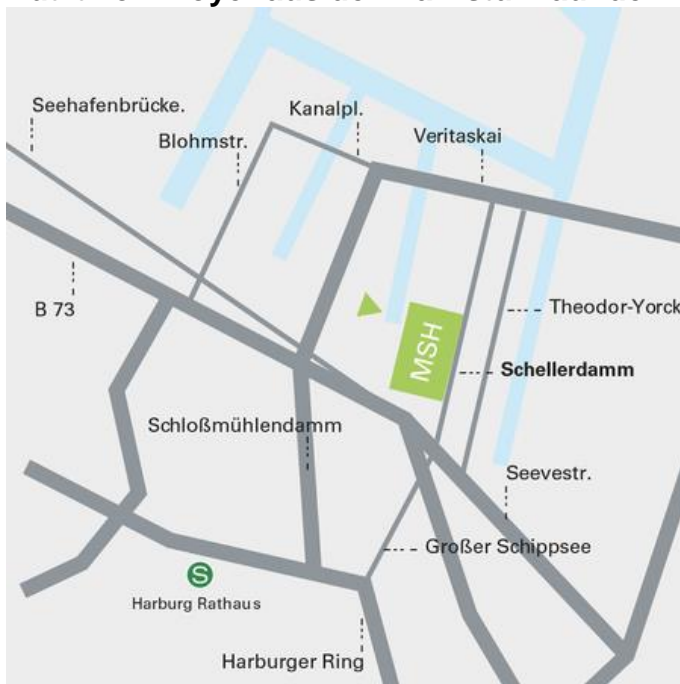 Seehafenbrücke.
Kanalpl.
Blohmstr.
Veritaskai
B 73
Theodor-Yorck
MSH
Schellerdamm
Schloßmühlendamm
Seevestr.
Großer Schippsee
S
Harburg Rathaus
Harburger Ring